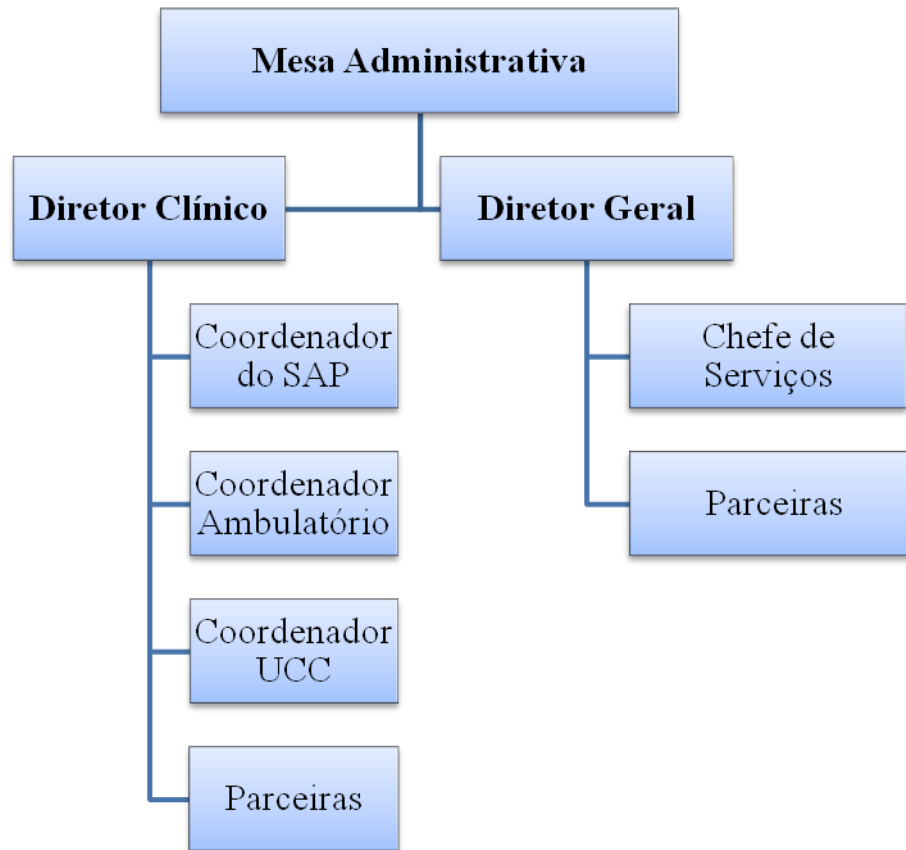 Mesa Administrativa
Diretor Clínico
Diretor Geral
Coordenador
do SAP
Coordenador
Ambulatório
Coordenador
UCC
Parceiras
Chefe de
Serviços
Parceiras